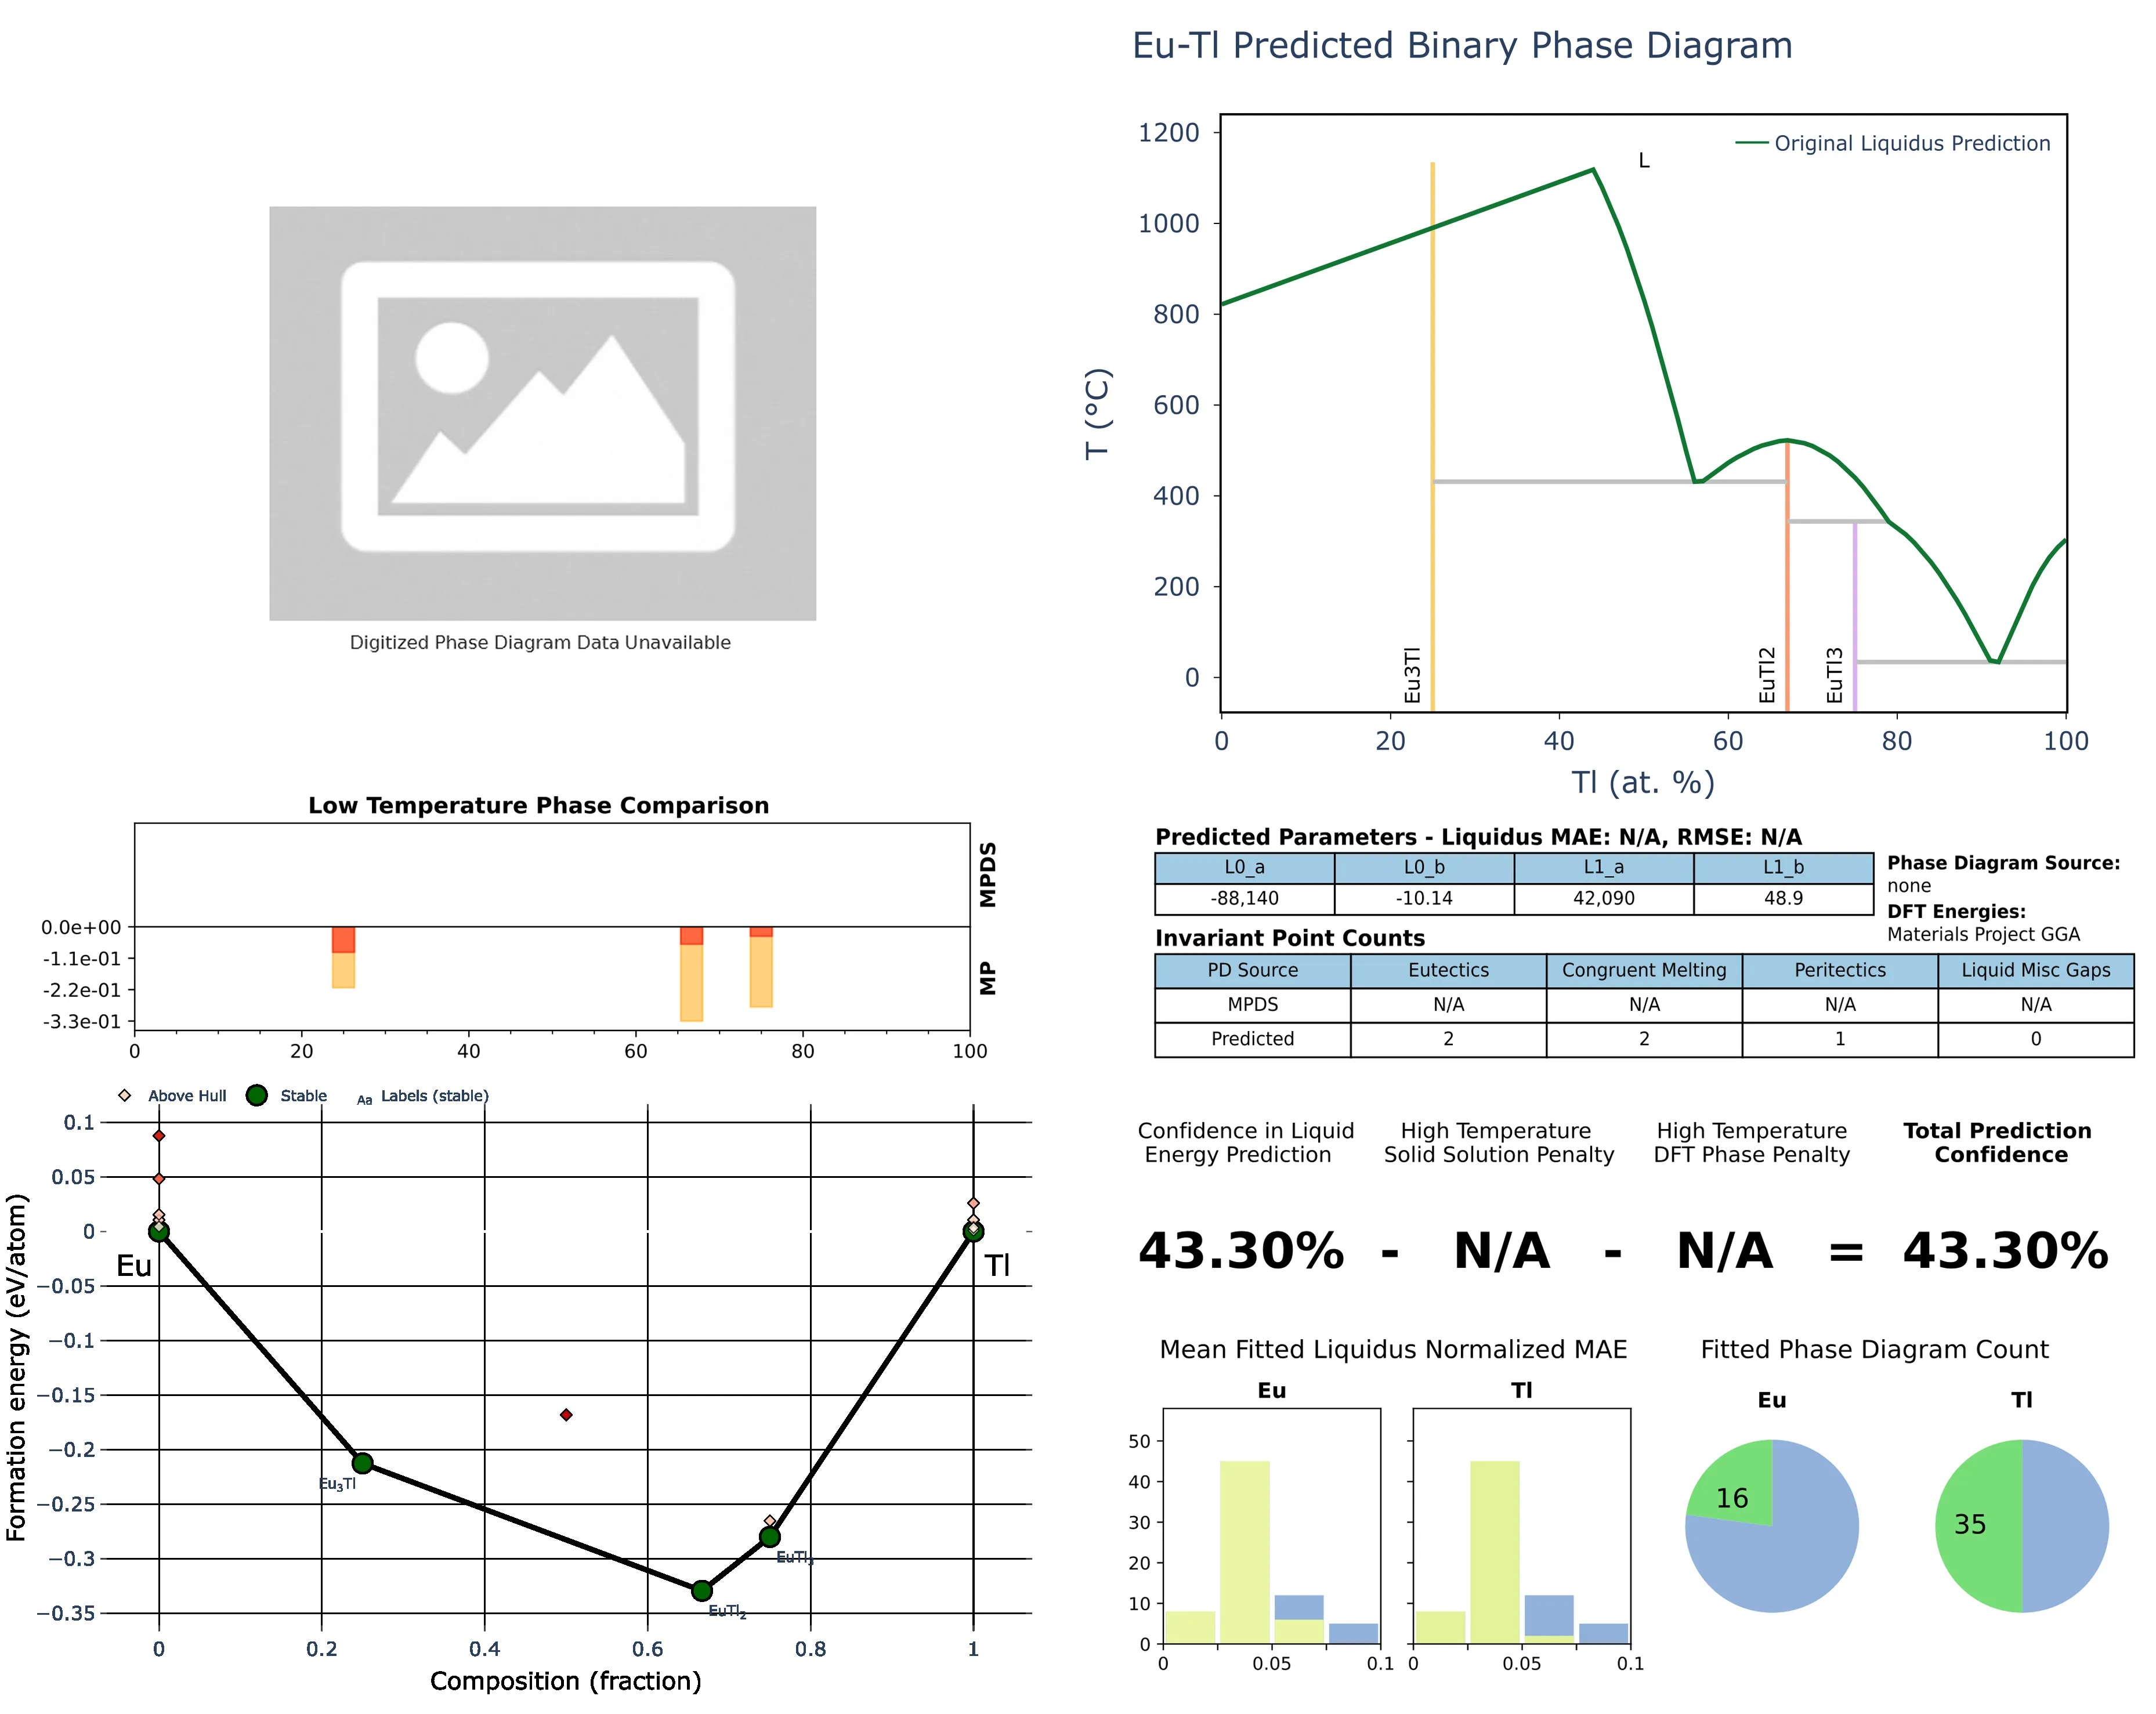 Eu-Tl Predicted Binary Phase Diagram
Digitized Phase Diagram Data Unavailable
1200
1000
800
600
400
200
0
T (°C)
Original Liquidus Prediction
L
Eu3Tl
EuTl2
EuTl3
0 20 40 60 80 100
Tl (at. %)
Low Temperature Phase Comparison
MPDS
MP
0.0e+00
-1.1e-01
-2.2e-01
-3.3e-01
0 20 40 60 80 100
Predicted Parameters - Liquidus MAE: N/A, RMSE: N/A
L0_a L0_b L1_a L1_b
-88,140 -10.14 42,090 48.9
Phase Diagram Source:
none
DFT Energies:
Materials Project GGA
Invariant Point Counts
PD Source Eutectics Congruent Melting Peritectics Liquid Misc Gaps
MPDS N/A N/A N/A N/A
Predicted 2 2 1 0
Above Hull Stable Aa Labels (stable)
0.1
0.05
0
−0.05
−0.1
−0.15
−0.2
−0.25
−0.3
−0.35
Formation energy (eV/atom)
Eu
Tl
Eu₃Tl
EuTl₃
EuTl₂
0 0.2 0.4 0.6 0.8 1
Composition (fraction)
Confidence in Liquid
Energy Prediction
High Temperature
Solid Solution Penalty
High Temperature
DFT Phase Penalty
Total Prediction
Confidence
43.30% - N/A - N/A = 43.30%
Mean Fitted Liquidus Normalized MAE
Eu Tl
50
40
30
20
10
0
0 0.05 0.1 0 0.05 0.1
Fitted Phase Diagram Count
Eu Tl
16 35